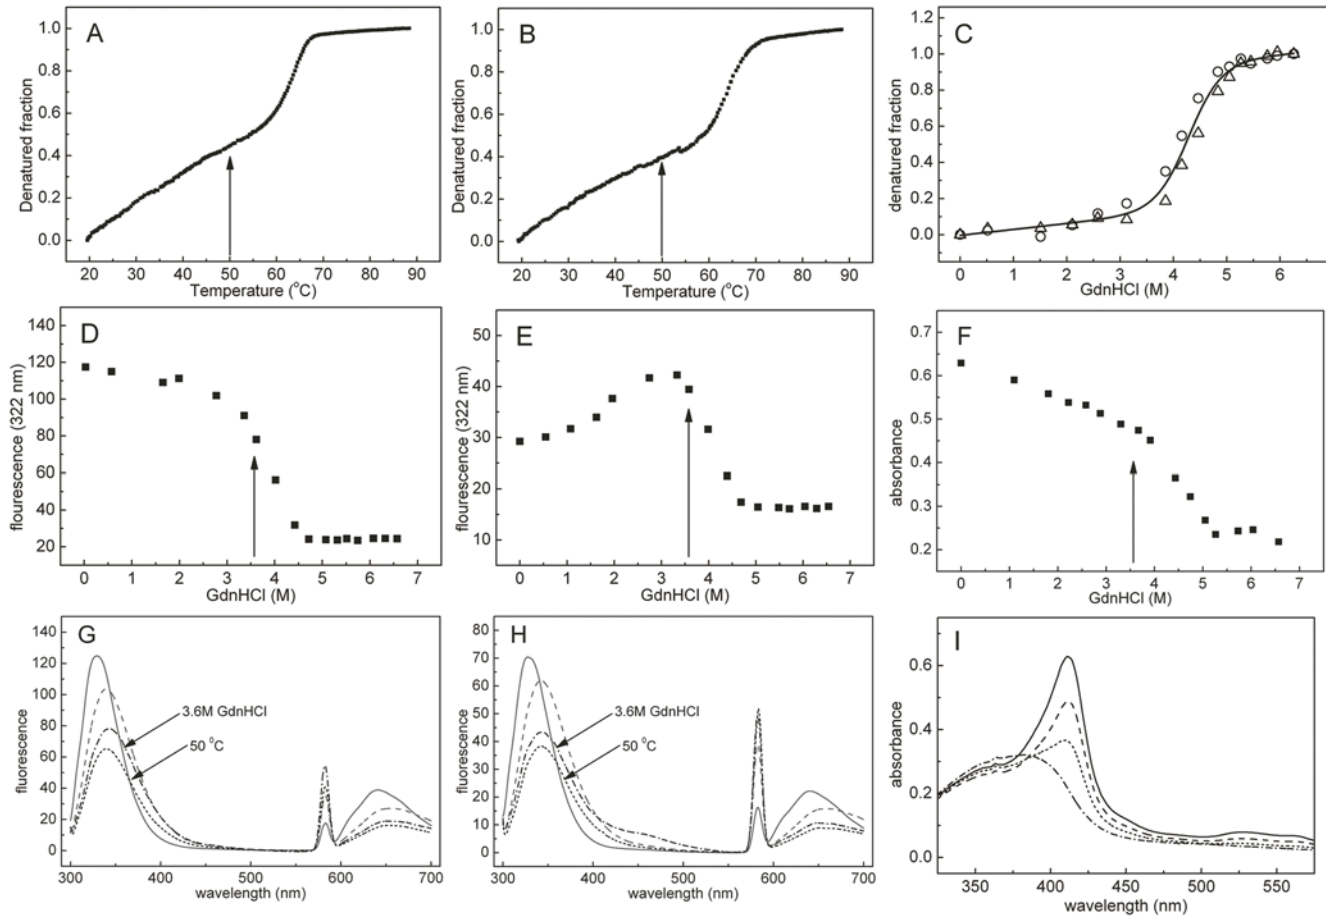 A
Denatured fraction
1.0
0.8
0.6
0.4
0.2
0.0
20 30 40 50 60 70 80 90
Temperature (°C)
B
Denatured fraction
1.0
0.8
0.6
0.4
0.2
0.0
20 30 40 50 60 70 80 90
Temperature (°C)
C
denatured fraction
1.2
1.0
0.8
0.6
0.4
0.2
0.0
0 1 2 3 4 5 6
GdnHCl (M)
D
flourescence (322 nm)
140
120
100
80
60
40
20
0 1 2 3 4 5 6 7
GdnHCl (M)
E
flourescence (322 nm)
50
40
30
20
10
0 1 2 3 4 5 6 7
GdnHCl (M)
F
absorbance
0.7
0.6
0.5
0.4
0.3
0.2
0 1 2 3 4 5 6 7
GdnHCl (M)
G
fluorescence
140
120
100
80
60
40
20
0
3.6M GdnHCl
50 °C
300 400 500 600 700
wavelength (nm)
H
fluorescence
80
70
60
50
40
30
20
10
0
3.6M GdnHCl
50 °C
300 400 500 600 700
wavelength (nm)
I
absorbance
0.6
0.4
0.2
0.0
350 400 450 500 550
wavelength (nm)